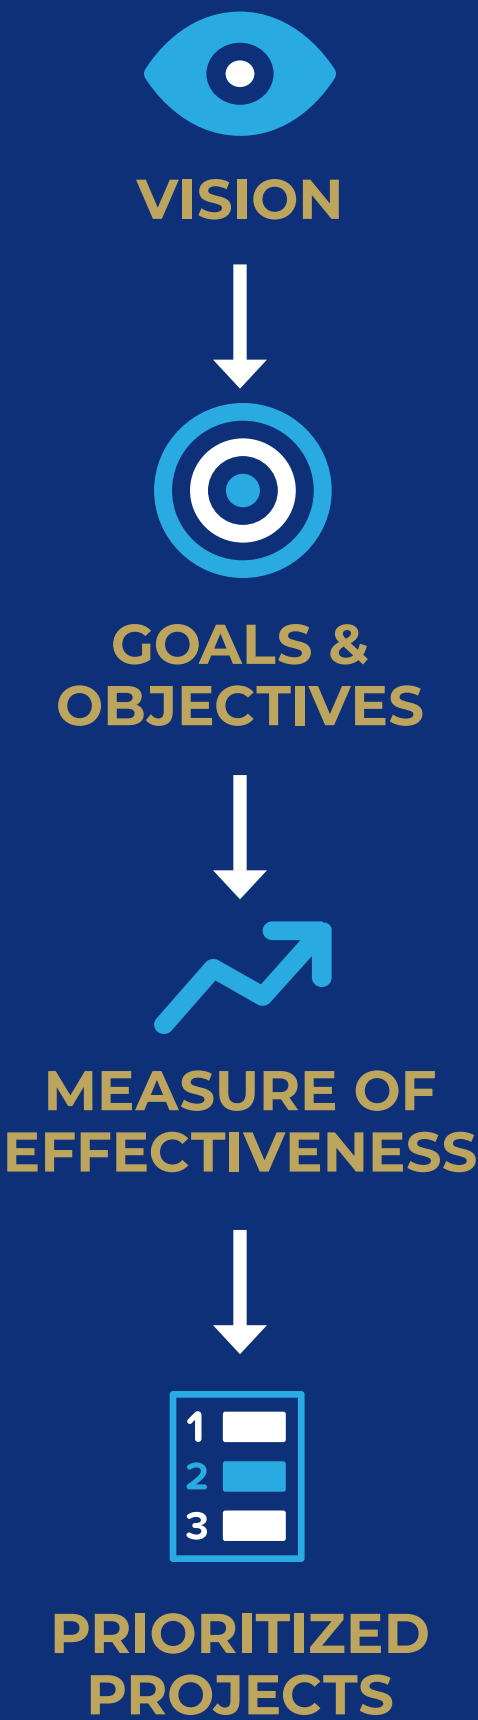 VISION
GOALS &
OBJECTIVES
MEASURE OF
EFFECTIVENESS
1
2
3
PRIORITIZED
PROJECTS